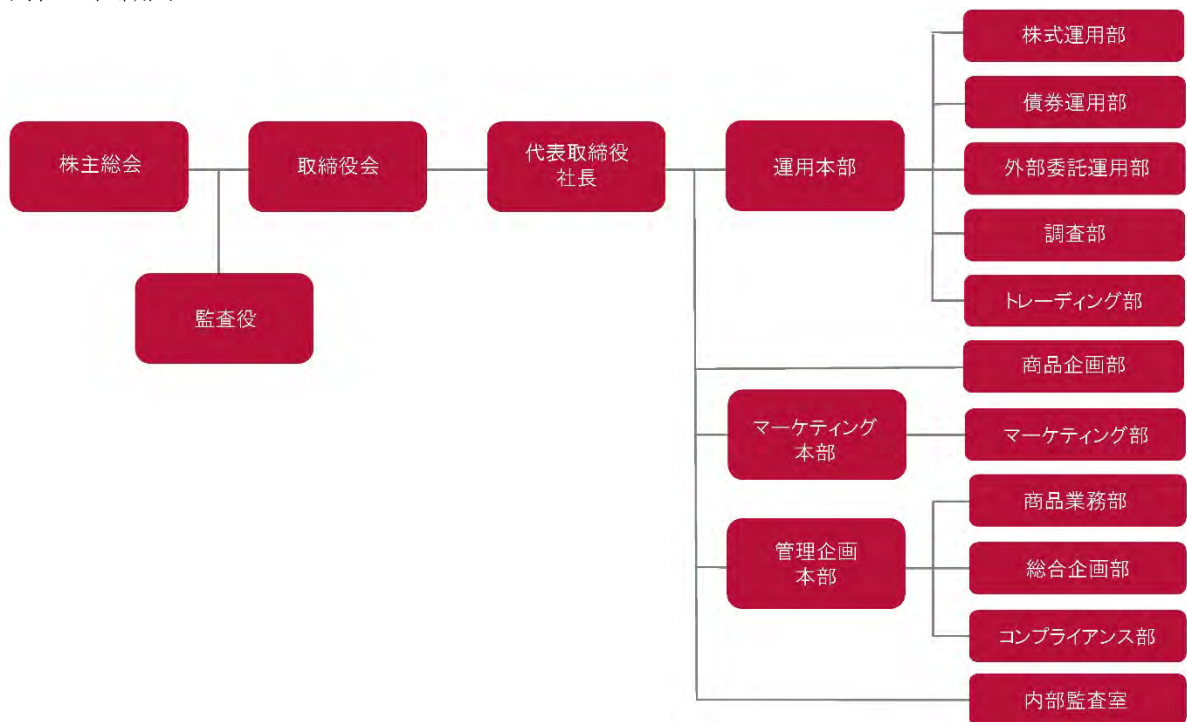 株主総会
取締役会
代表取締役
社長
監査役
運用本部
株式運用部
債券運用部
外部委託運用部
調査部
トレーディング部
商品企画部
マーケティング
本部
マーケティング部
管理企画
本部
商品業務部
総合企画部
コンプライアンス部
内部監査室